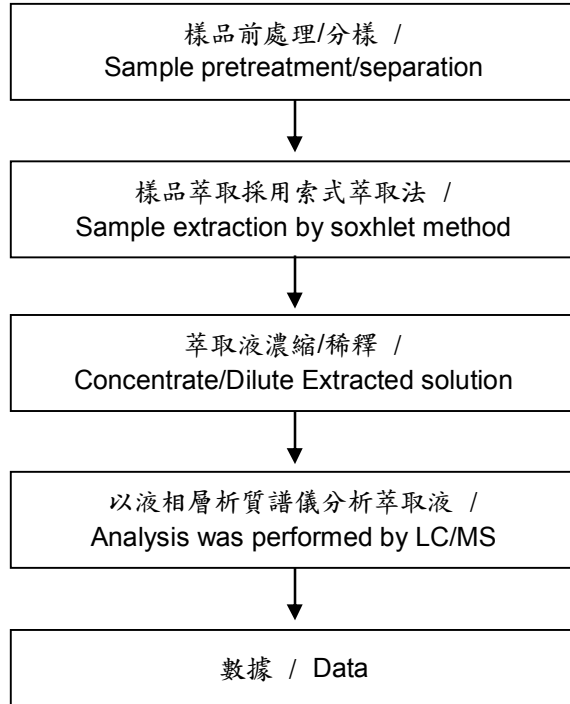 樣品前處理/分樣 /
Sample pretreatment/separation
樣品萃取採用索式萃取法 /
Sample extraction by soxhlet method
萃取液濃縮/稀釋 /
Concentrate/Dilute Extracted solution
以液相層析質譜儀分析萃取液 /
Analysis was performed by LC/MS
數據 / Data